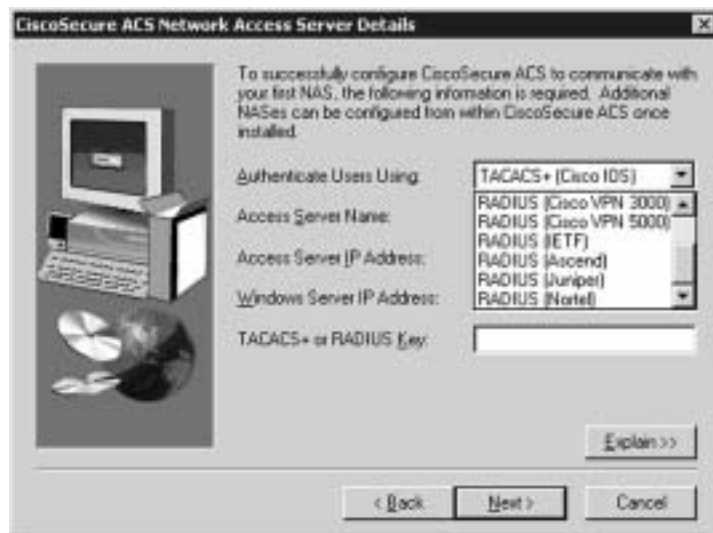 CiscoSecure ACS Network Access Server Details
To successfully configure CiscoSecure ACS to communicate with
your first NAS, the following information is required. Additional
NASes can be configured from within CiscoSecure ACS once
installed.
Authenticate Users Using:
TACACS+ (Cisco IOS)
RADIUS (Cisco VPN 3000)
RADIUS (Cisco VPN 5000)
RADIUS (IETF)
RADIUS (Ascend)
RADIUS (Juniper)
RADIUS (Nortel)
Access Server Name:
Access Server IP Address:
Windows Server IP Address:
TACACS+ or RADIUS Key:
Explain >>
< Back
Next >
Cancel